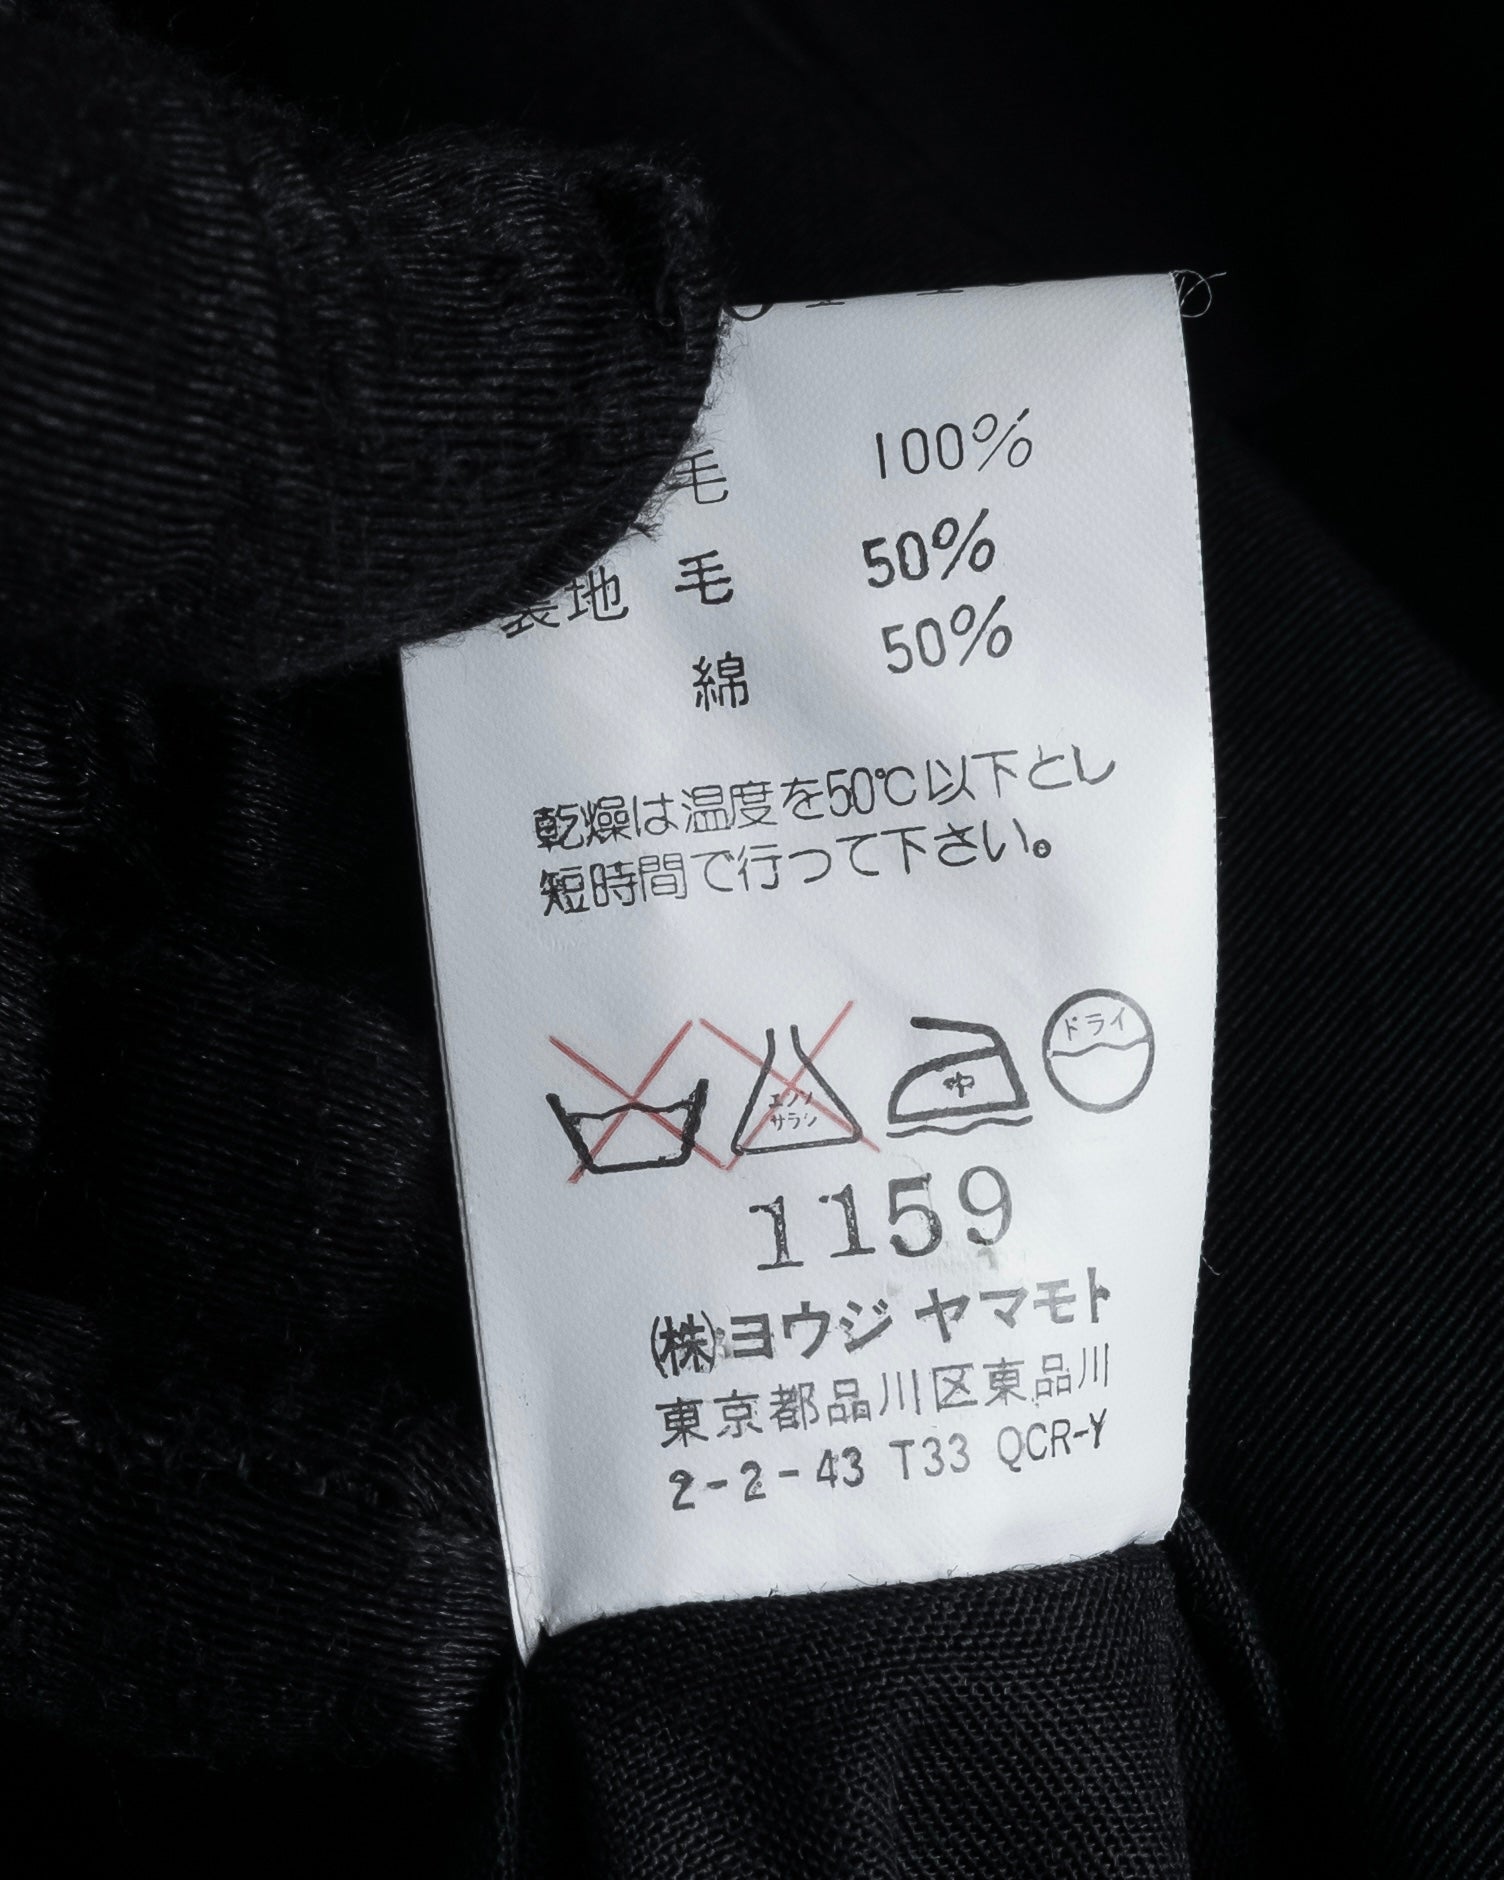 毛 100%
裏地 毛 50%
綿 50%
乾燥は温度を50℃以下とし
短時間で行って下さい。
エンソ
サラシ
中
ドライ
1159
(株)ヨウジ ヤマモト
東京都品川区東品川
2-2-43 T33 QCR-Y